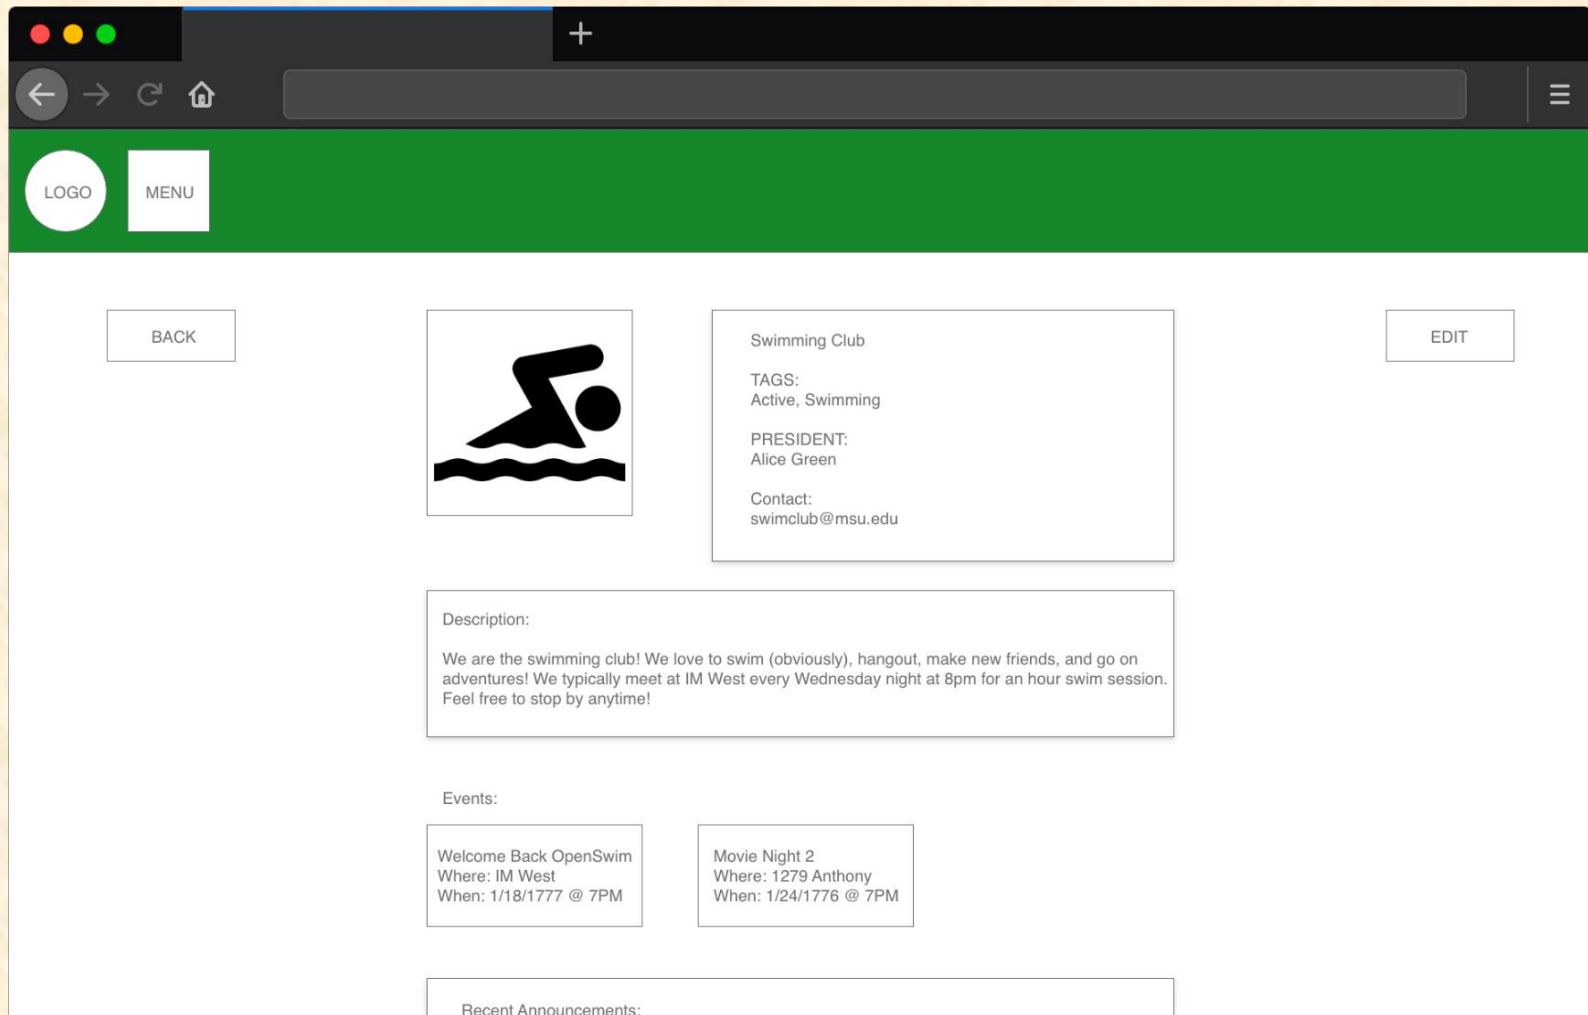 LOGO
MENU
BACK
EDIT
Swimming Club
TAGS:
Active, Swimming
PRESIDENT:
Alice Green
Contact:
swimclub@msu.edu
Description:
We are the swimming club! We love to swim (obviously), hangout, make new friends, and go on
adventures! We typically meet at IM West every Wednesday night at 8pm for an hour swim session.
Feel free to stop by anytime!
Events:
Welcome Back OpenSwim
Where: IM West
When: 1/18/1777 @ 7PM
Movie Night 2
Where: 1279 Anthony
When: 1/24/1776 @ 7PM
Recent Announcements: